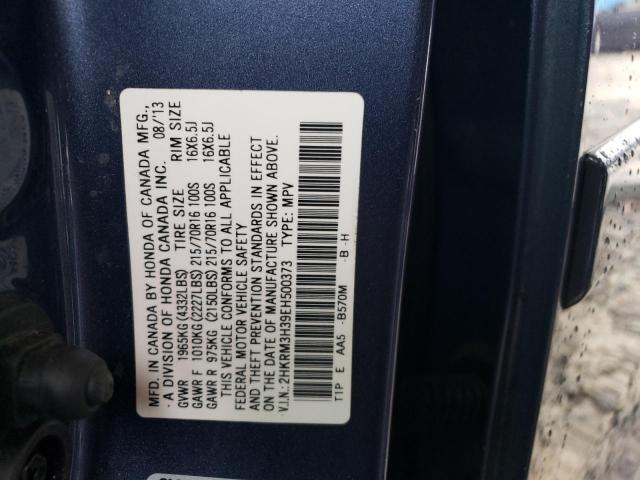 MFD. IN CANADA BY HONDA OF CANADA MFG.,
- A DIVISION OF HONDA CANADA INC. 08/'13
GVWR 1965KG(4332LBS) TIRE SIZE RIM SIZE
GAWR F 1010KG(2227LBS)215/70R16 100S 16X6.5J
GAWR R 975KG(2150LBS)215/70R16 100S 16X6.5J
THIS VEHICLE CONFORMS TO ALL APPLICABLE
FEDERAL MOTOR VEHICLE SAFETY
AND THEFT PREVENTION STANDARDS IN EFFECT
ON THE DATE OF MANUFACTURE SHOWN ABOVE.
V.I.N.: 2HKRM3H39EH500373 TYPE: MPV
T1P E AA5 -B570M -B -H